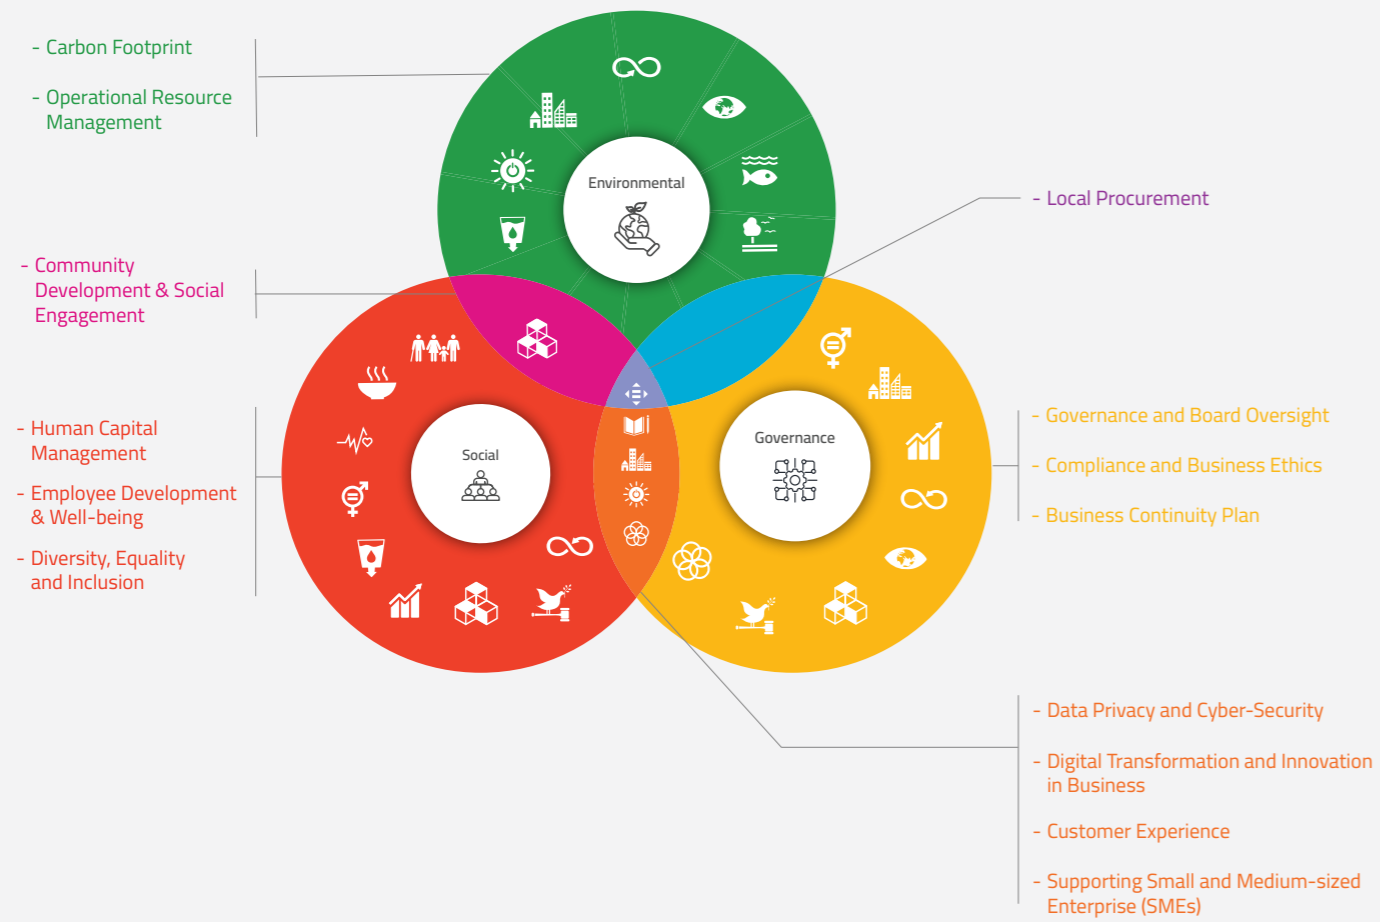 - Carbon Footprint
- Operational Resource
Management
Environmental
- Local Procurement
- Community
Development & Social
Engagement
- Human Capital
Management
- Employee Development
& Well-being
- Diversity, Equality
and Inclusion
Social
Governance
- Governance and Board Oversight
- Compliance and Business Ethics
- Business Continuity Plan
- Data Privacy and Cyber-Security
- Digital Transformation and Innovation
in Business
- Customer Experience
- Supporting Small and Medium-sized
Enterprise (SMEs)